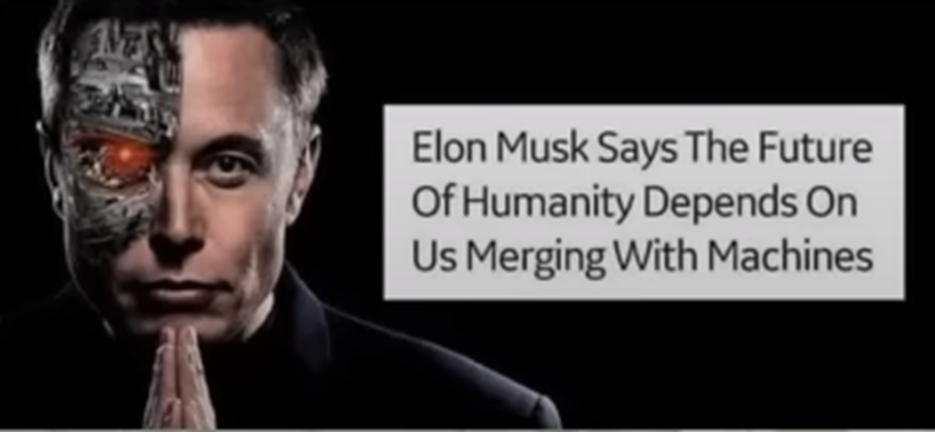 Elon Musk Says The Future
Of Humanity Depends On
Us Merging With Machines